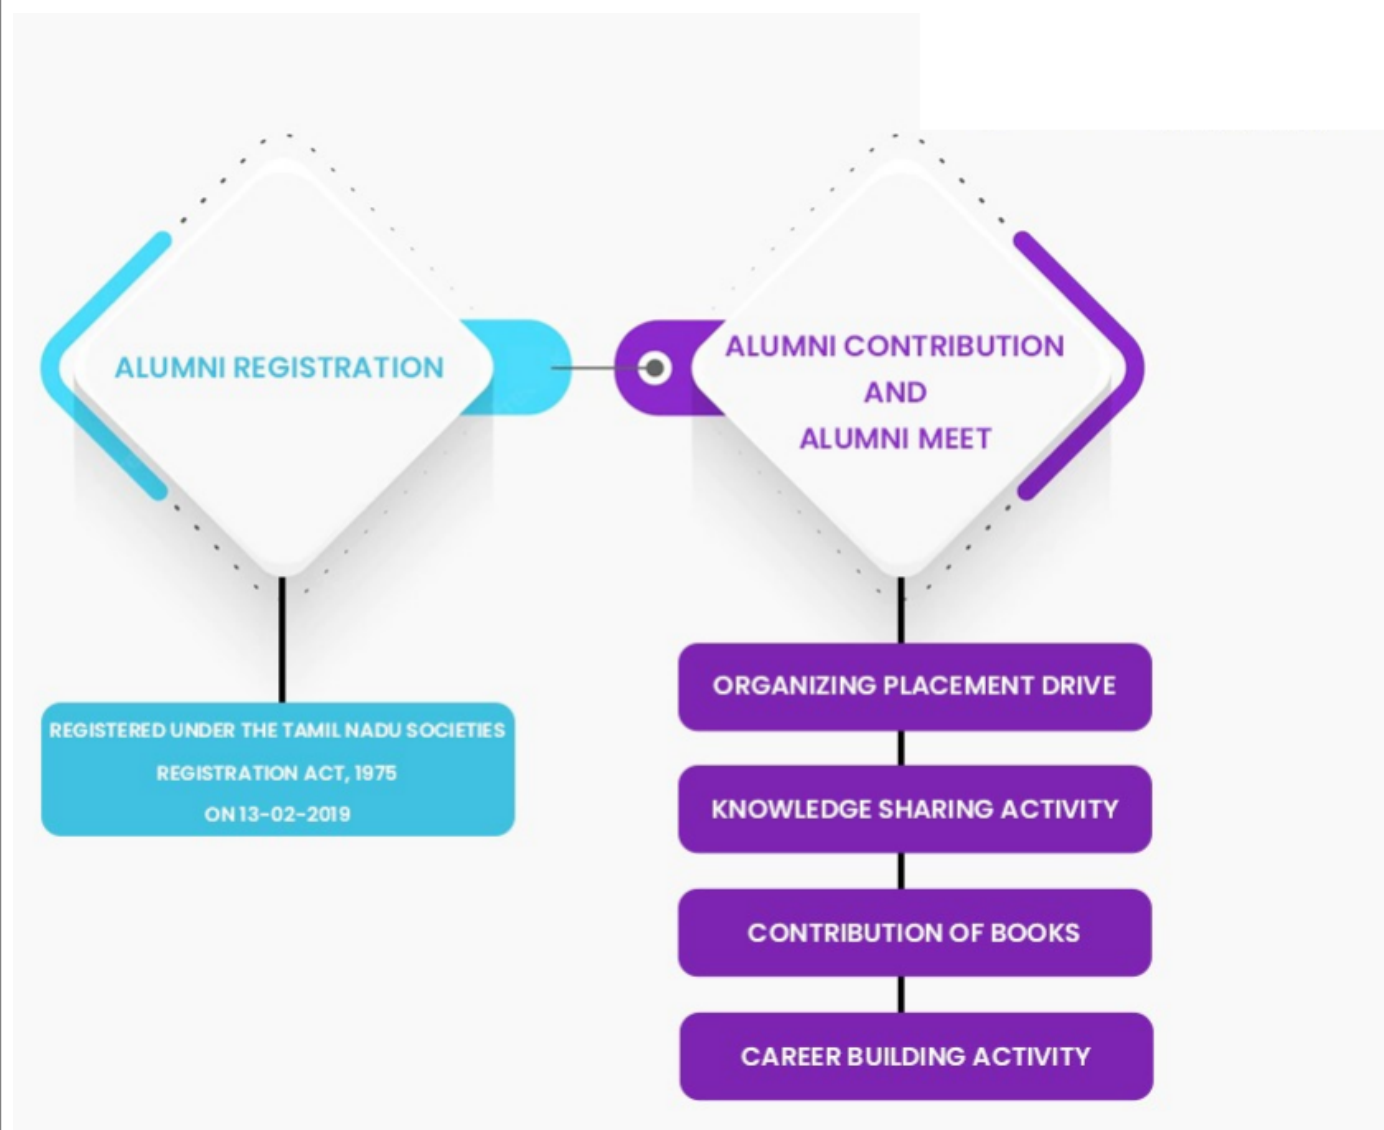 ALUMNI REGISTRATION
REGISTERED UNDER THE TAMIL NADU SOCIETIES
REGISTRATION ACT, 1975
ON 13-02-2019
ALUMNI CONTRIBUTION
AND
ALUMNI MEET
ORGANIZING PLACEMENT DRIVE
KNOWLEDGE SHARING ACTIVITY
CONTRIBUTION OF BOOKS
CAREER BUILDING ACTIVITY